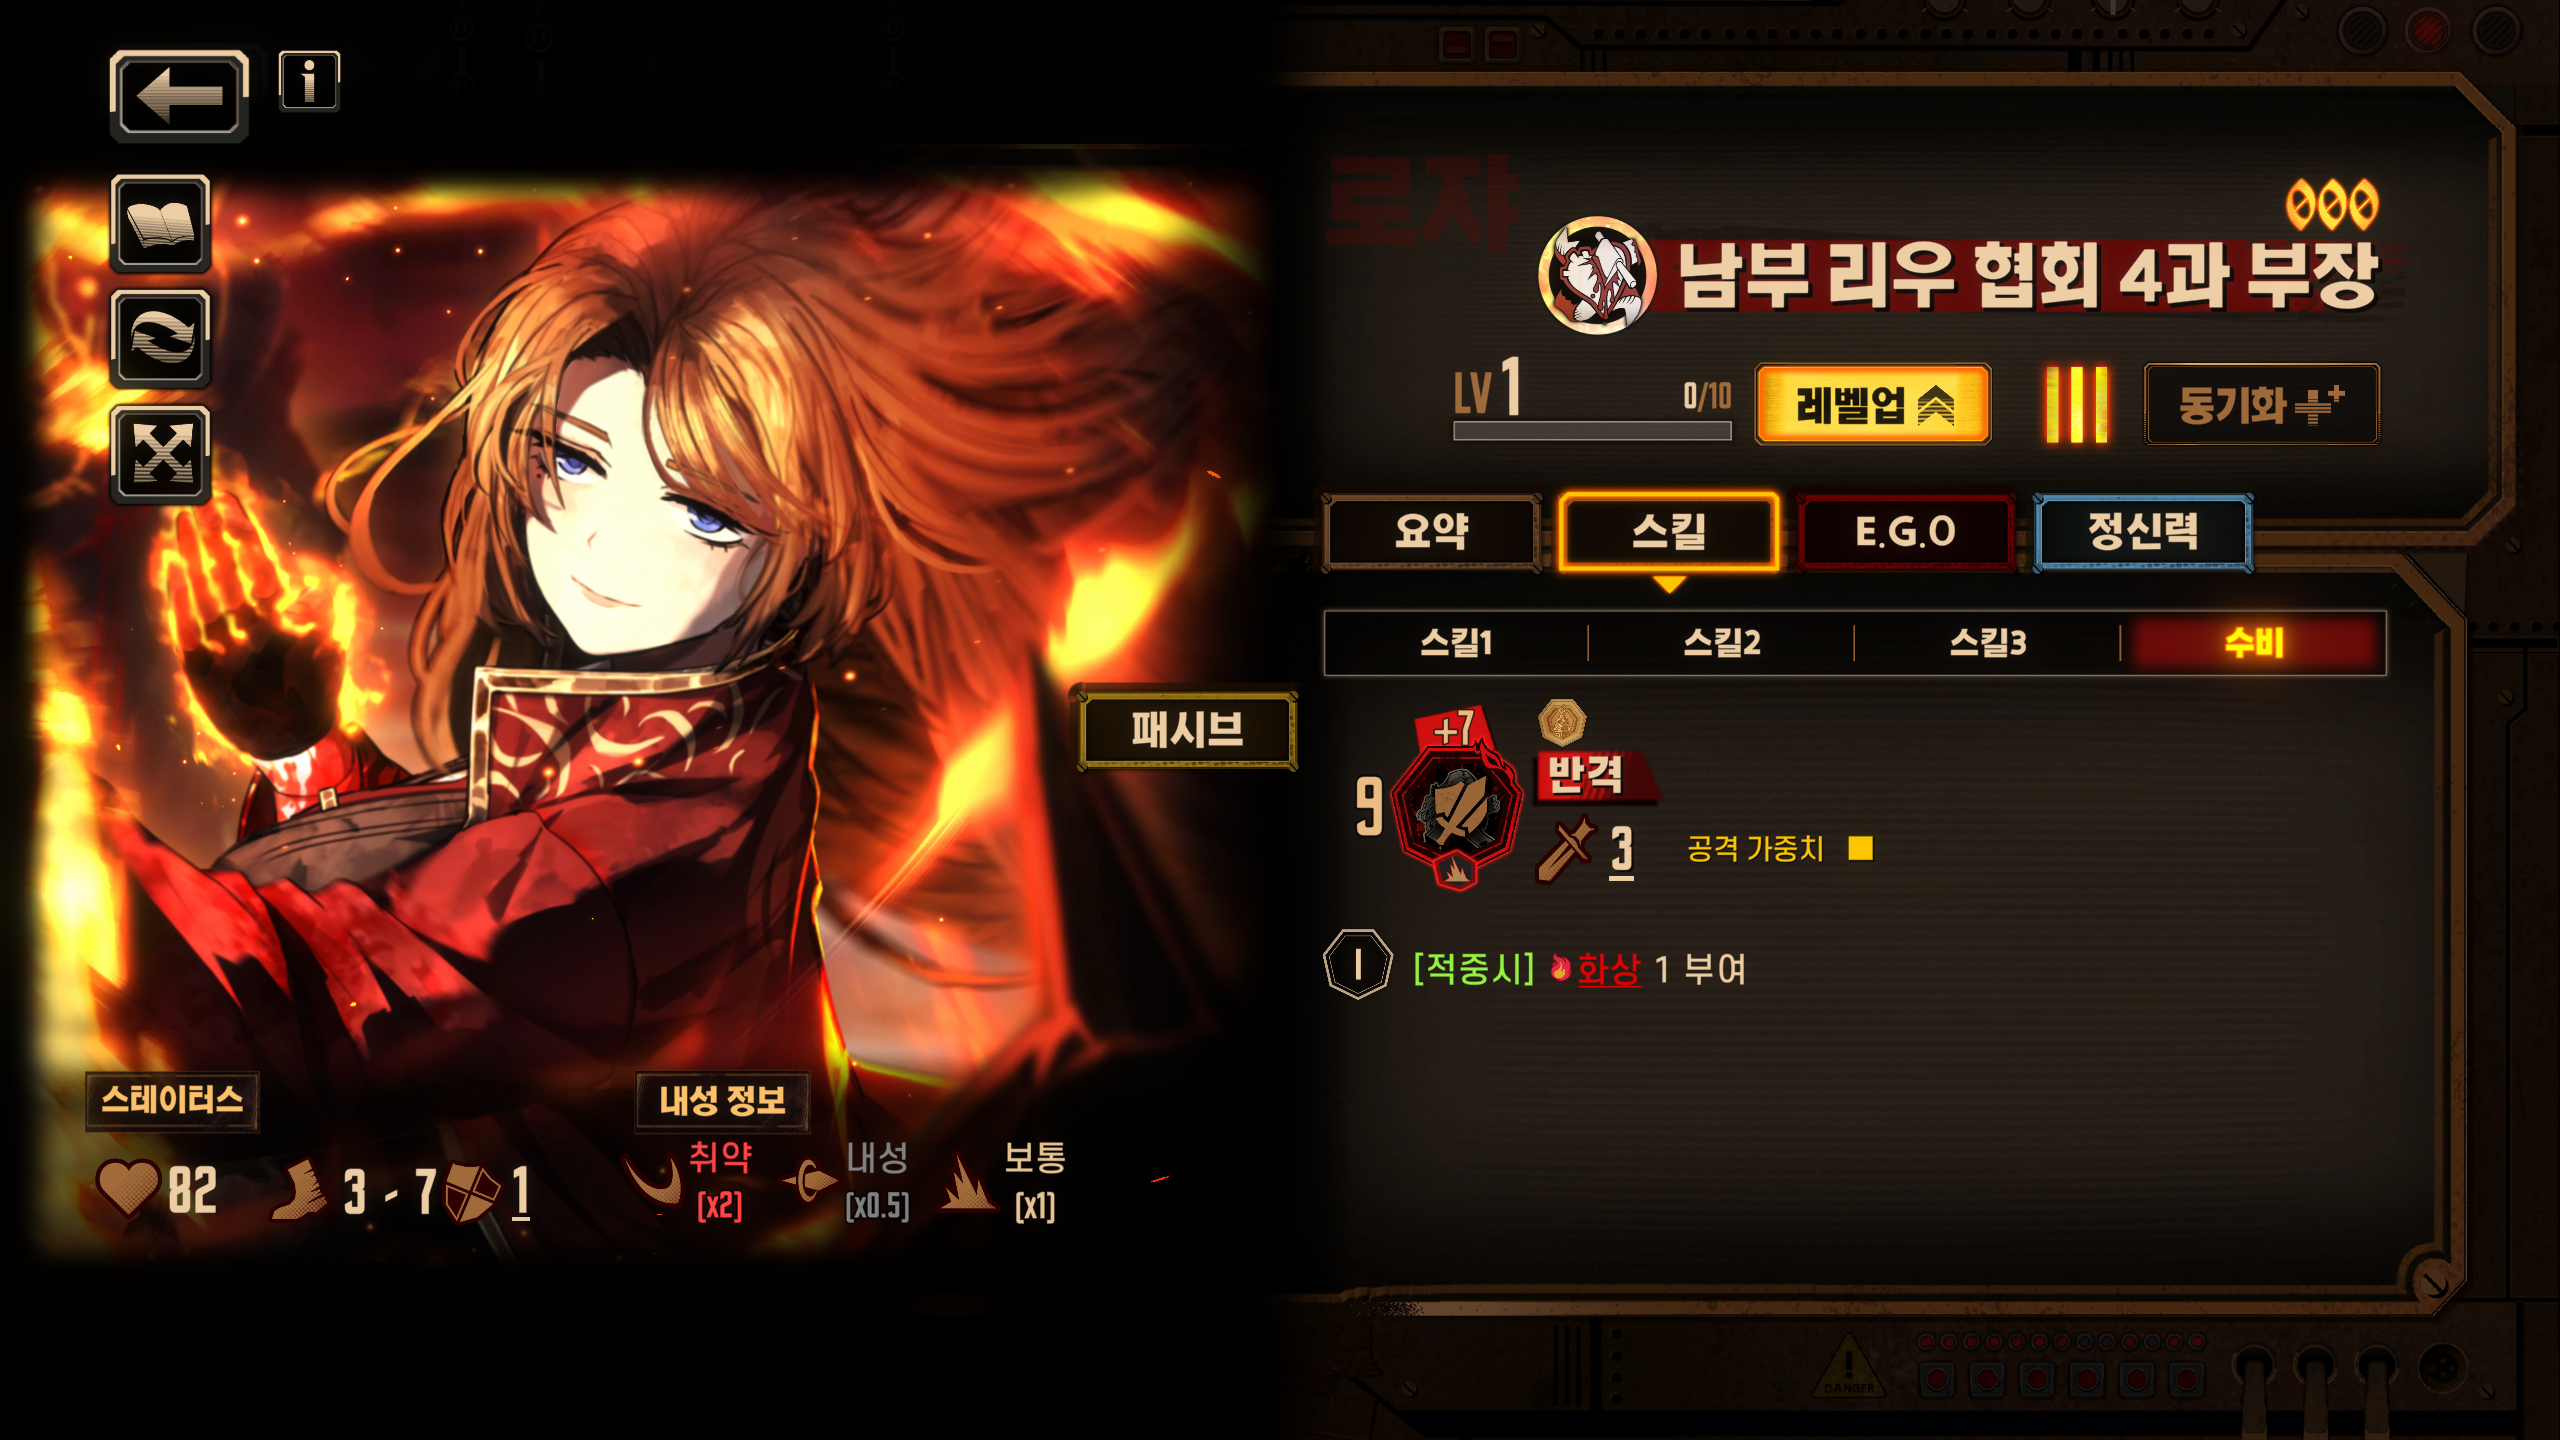 로쟈
남부 리우 협회 4과 부장
LV 1
0/10
레벨업
동기화
요약
스킬
E.G.O
정신력
스킬1
스킬2
스킬3
수비
패시브
+7
9
반격
3
공격 가중치
I
[적중시] 화상 1 부여
스테이터스
내성 정보
82
3 - 7
1
취약
[x2]
내성
[x0.5]
보통
[x1]
DANGER